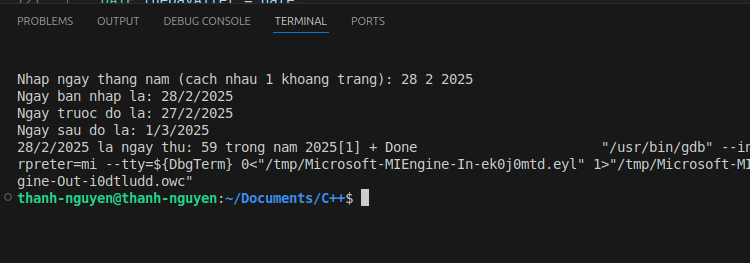 PROBLEMS OUTPUT DEBUG CONSOLE TERMINAL PORTS
Nhap ngay thang nam (cach nhau 1 khoang trang): 28 2 2025
Ngay ban nhap la: 28/2/2025
Ngay truoc do la: 27/2/2025
Ngay sau do la: 1/3/2025
28/2/2025 la ngay thu: 59 trong nam 2025[1] + Done "/usr/bin/gdb" --in
rpreter=mi --tty=${DbgTerm} 0<"/tmp/Microsoft-MIEngine-In-ek0j0mtd.eyl" 1>"/tmp/Microsoft-MI
gine-Out-i0dtludd.owc"
thanh-nguyen@thanh-nguyen:~/Documents/C++$